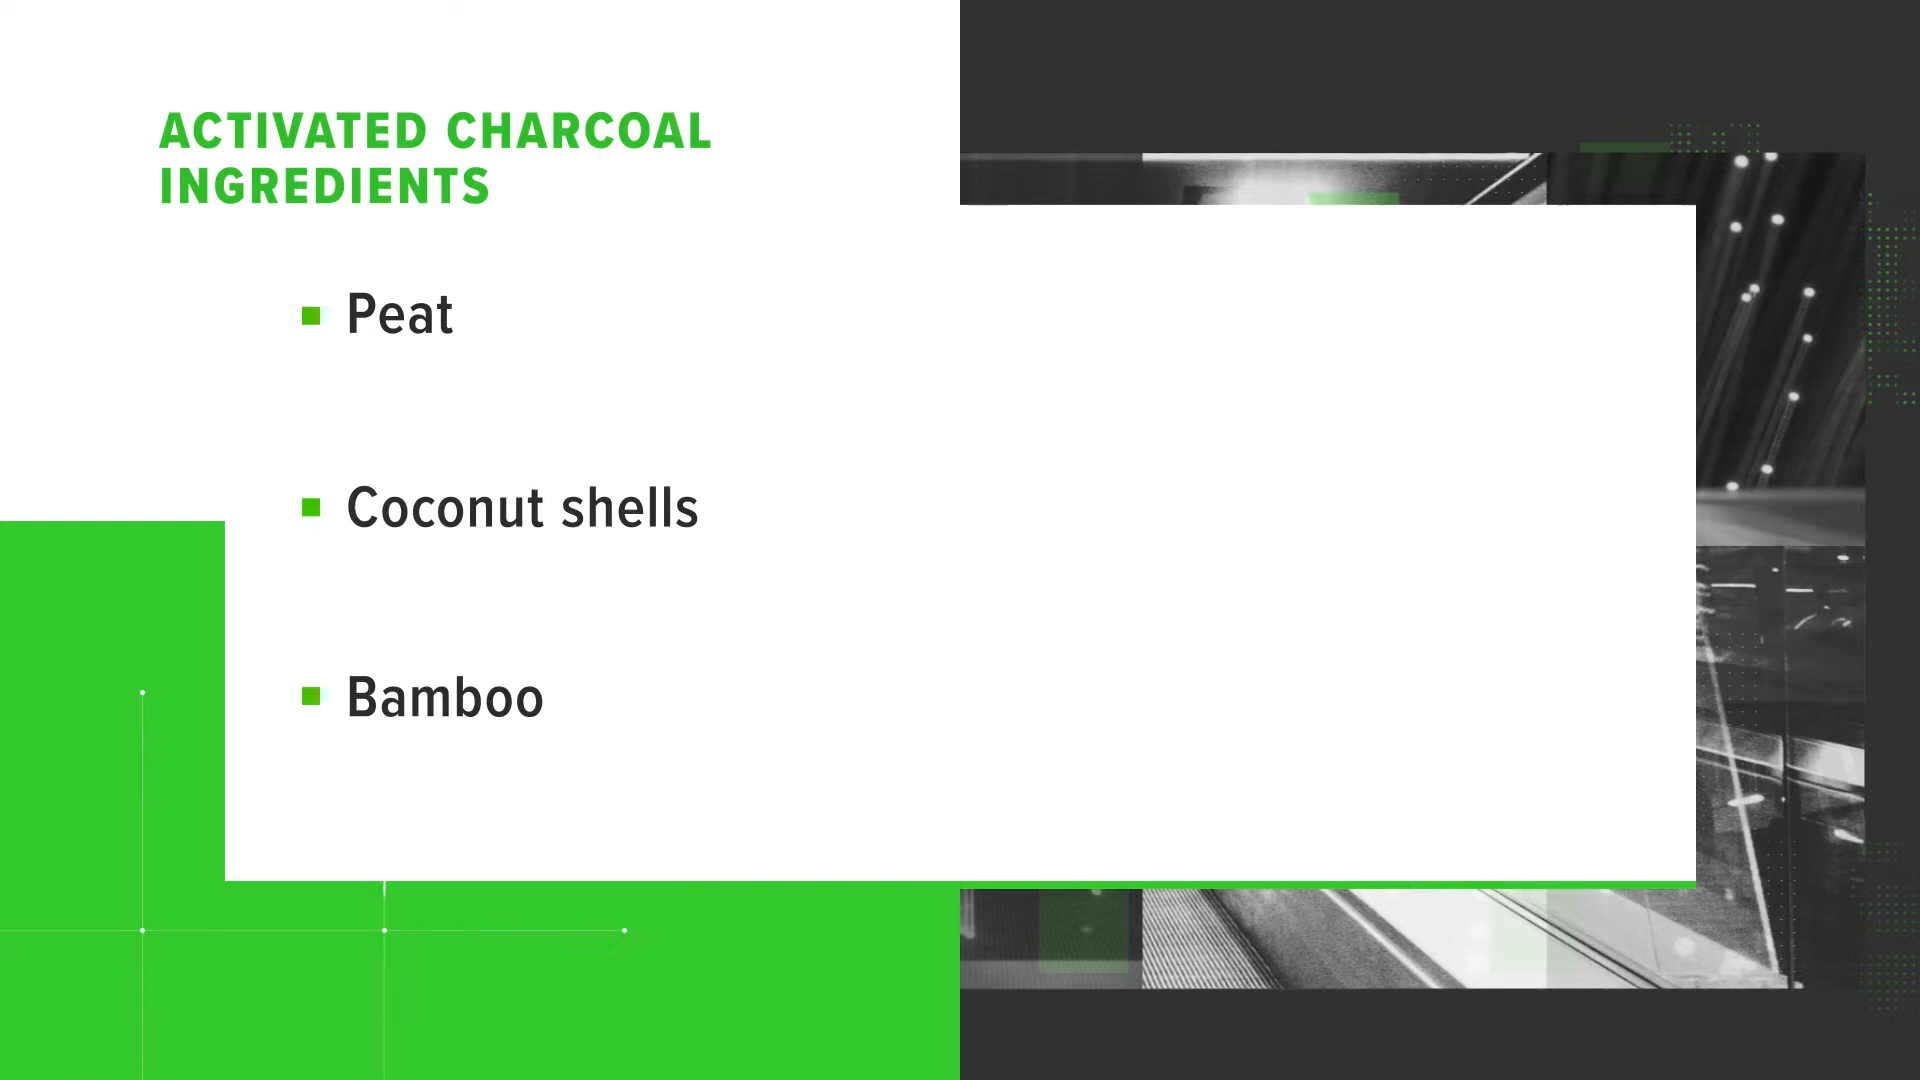 ACTIVATED CHARCOAL
INGREDIENTS
Peat
Coconut shells
Bamboo